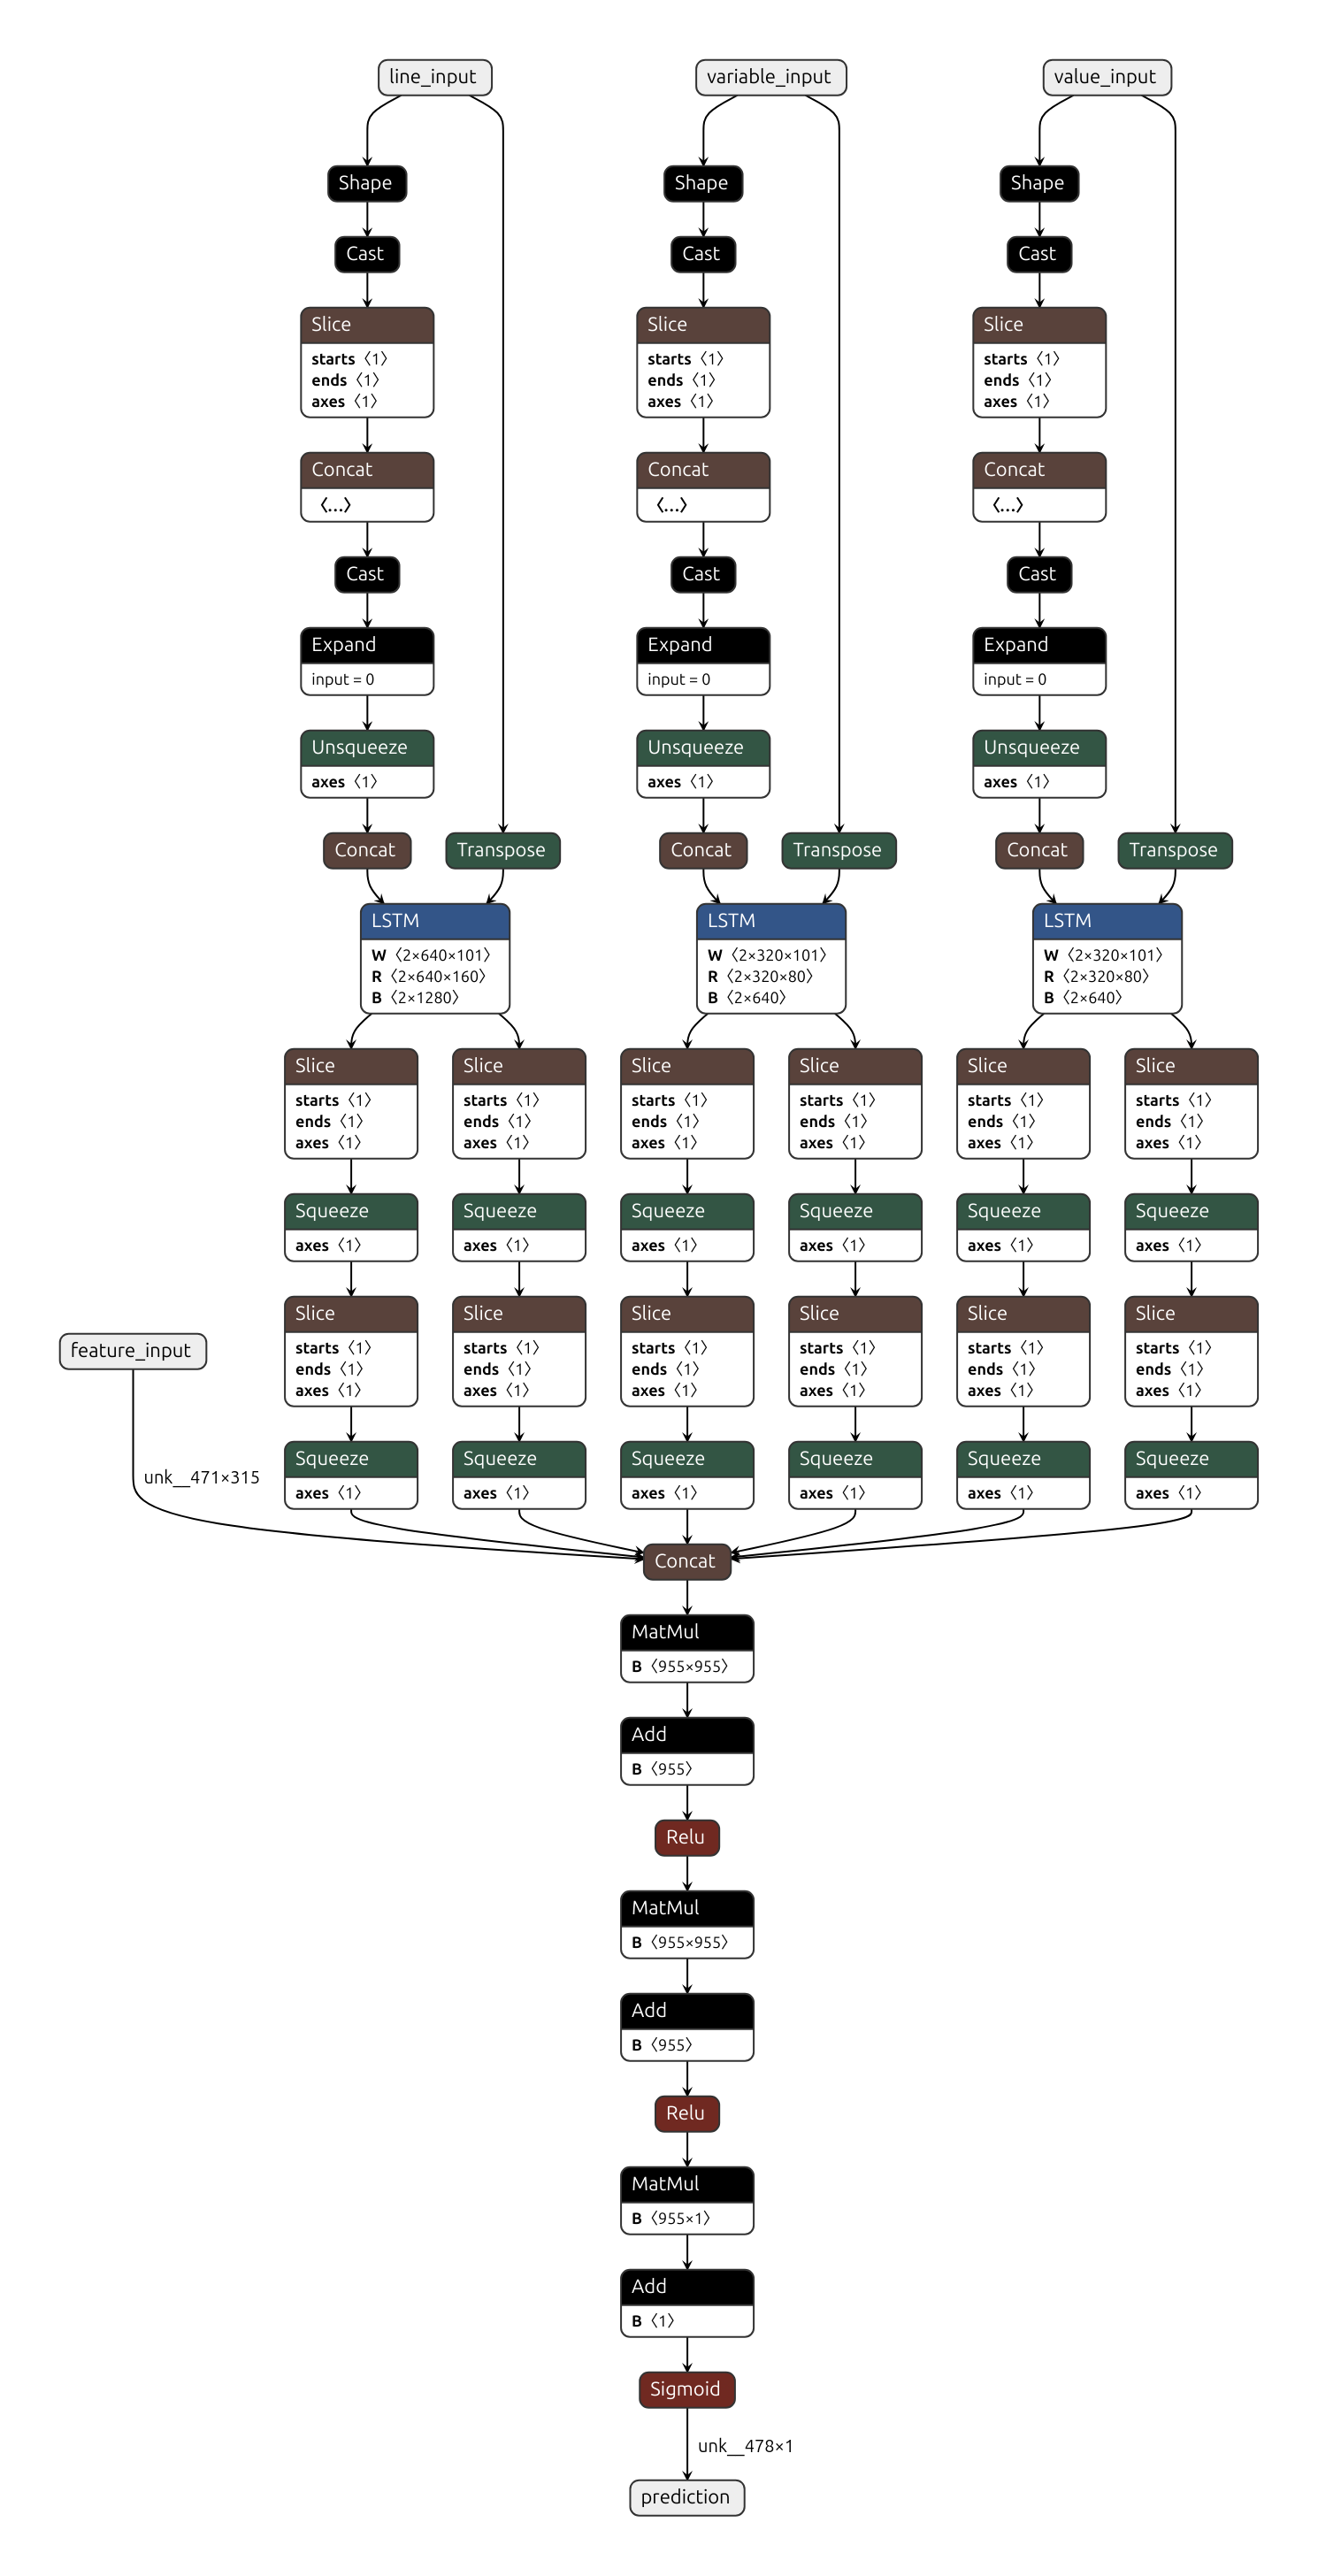 line_input
variable_input
value_input
Shape
Shape
Shape
Cast
Cast
Cast
Slice
starts 〈1〉
ends 〈1〉
axes 〈1〉
Slice
starts 〈1〉
ends 〈1〉
axes 〈1〉
Slice
starts 〈1〉
ends 〈1〉
axes 〈1〉
Concat
〈…〉
Concat
〈…〉
Concat
〈…〉
Cast
Cast
Cast
Expand
input = 0
Expand
input = 0
Expand
input = 0
Unsqueeze
axes 〈1〉
Unsqueeze
axes 〈1〉
Unsqueeze
axes 〈1〉
Concat
Transpose
Concat
Transpose
Concat
Transpose
LSTM
W 〈2×640×101〉
R 〈2×640×160〉
B 〈2×1280〉
LSTM
W 〈2×320×101〉
R 〈2×320×80〉
B 〈2×640〉
LSTM
W 〈2×320×101〉
R 〈2×320×80〉
B 〈2×640〉
Slice
starts 〈1〉
ends 〈1〉
axes 〈1〉
Slice
starts 〈1〉
ends 〈1〉
axes 〈1〉
Slice
starts 〈1〉
ends 〈1〉
axes 〈1〉
Slice
starts 〈1〉
ends 〈1〉
axes 〈1〉
Slice
starts 〈1〉
ends 〈1〉
axes 〈1〉
Slice
starts 〈1〉
ends 〈1〉
axes 〈1〉
Squeeze
axes 〈1〉
Squeeze
axes 〈1〉
Squeeze
axes 〈1〉
Squeeze
axes 〈1〉
Squeeze
axes 〈1〉
Squeeze
axes 〈1〉
feature_input
Slice
starts 〈1〉
ends 〈1〉
axes 〈1〉
Slice
starts 〈1〉
ends 〈1〉
axes 〈1〉
Slice
starts 〈1〉
ends 〈1〉
axes 〈1〉
Slice
starts 〈1〉
ends 〈1〉
axes 〈1〉
Slice
starts 〈1〉
ends 〈1〉
axes 〈1〉
Slice
starts 〈1〉
ends 〈1〉
axes 〈1〉
unk__471×315
Squeeze
axes 〈1〉
Squeeze
axes 〈1〉
Squeeze
axes 〈1〉
Squeeze
axes 〈1〉
Squeeze
axes 〈1〉
Squeeze
axes 〈1〉
Concat
MatMul
B 〈955×955〉
Add
B 〈955〉
Relu
MatMul
B 〈955×955〉
Add
B 〈955〉
Relu
MatMul
B 〈955×1〉
Add
B 〈1〉
Sigmoid
unk__478×1
prediction